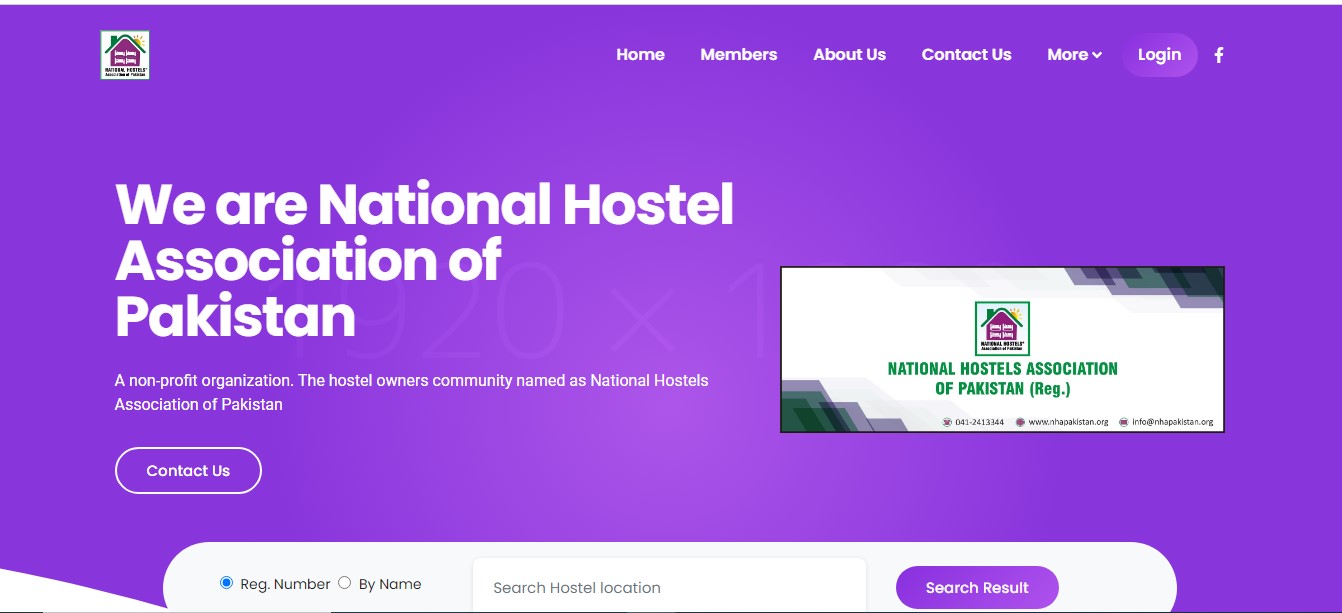 NATIONAL HOSTELS'
Association of Pakistan
Home Members About Us Contact Us More Login
We are National Hostel
Association of
Pakistan
1920 × 1
A non-profit organization. The hostel owners community named as National Hostels
Association of Pakistan
Contact Us
NATIONAL HOSTELS'
Association of Pakistan
NATIONAL HOSTELS ASSOCIATION
OF PAKISTAN (Reg.)
041-2413344 www.nhapakistan.org info@nhapakistan.org
Reg. Number By Name Search Hostel location Search Result